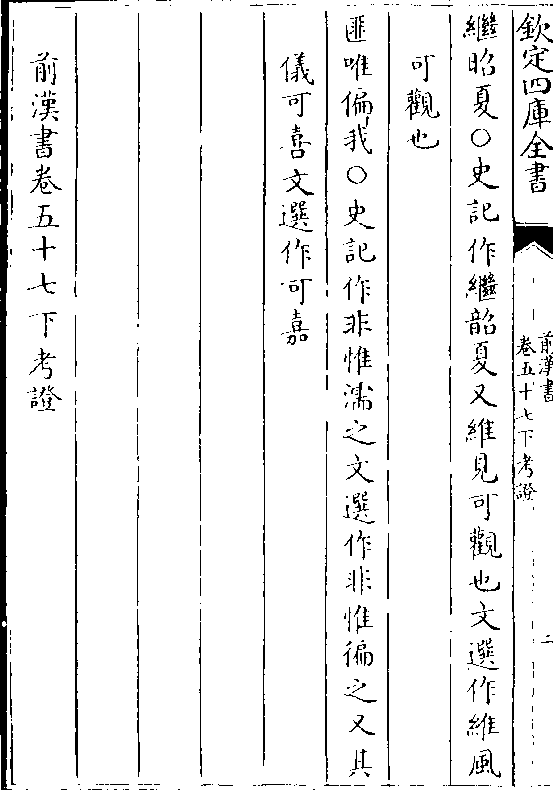 欽定四庫全書
前漢書
卷五十七下考證
二
繼昭夏○史記作繼韶夏又維見可觀也文選作維風
可觀也
匪唯偏我○史記作非惟濡之文選作非惟徧之又其
儀可喜文選作可嘉
前漢書卷五十七下考證